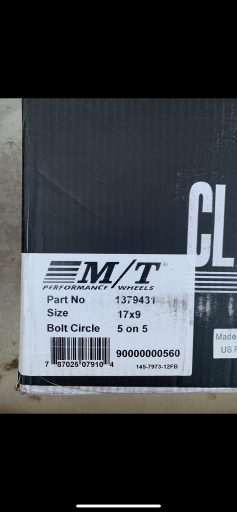 CL
M/T
PERFORMANCE WHEELS
Part No 1379431
Size 17x9
Bolt Circle 5 on 5
90000000560
7 87025 07910 4
145-7973-12FB
Made
US P